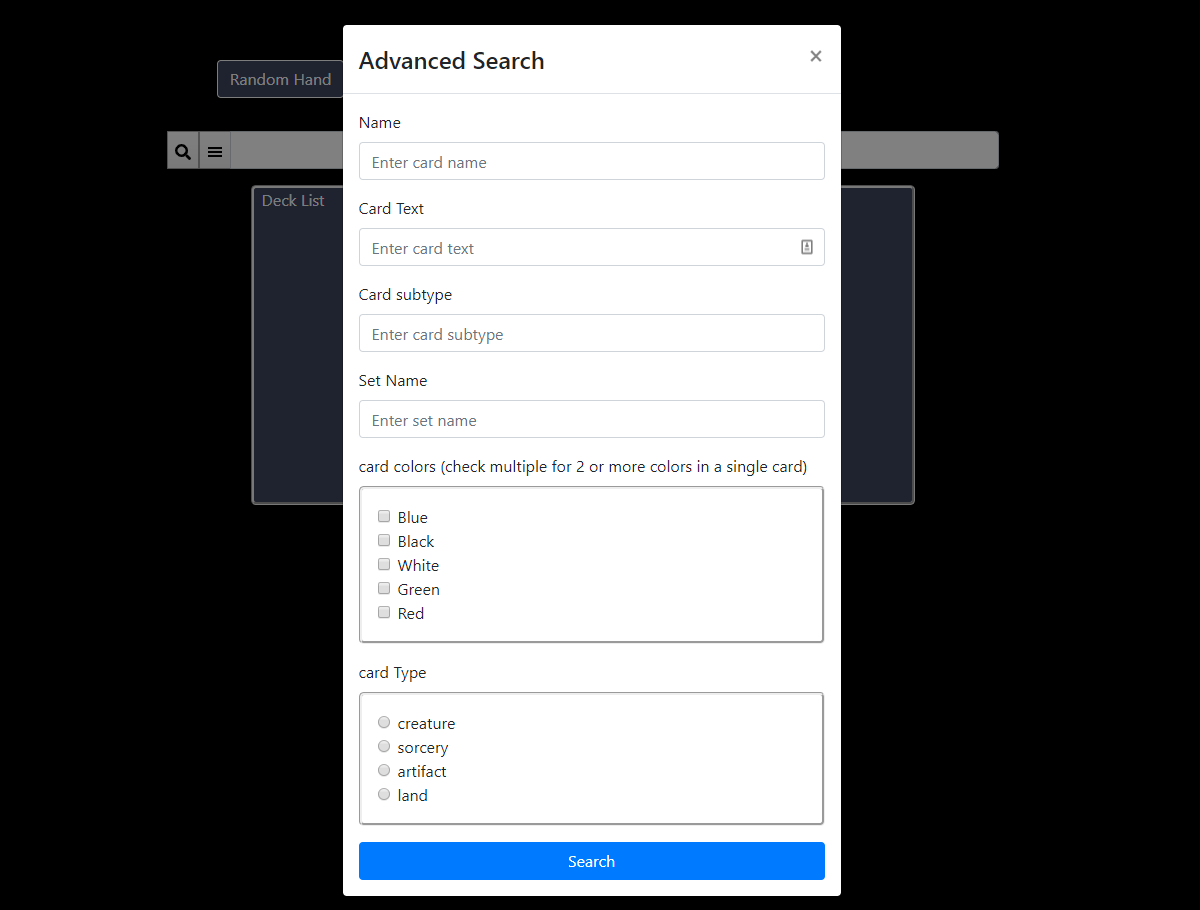 Random Hand
Deck List
Advanced Search
×
Name
Enter card name
Card Text
Enter card text
Card subtype
Enter card subtype
Set Name
Enter set name
card colors (check multiple for 2 or more colors in a single card)
Blue
Black
White
Green
Red
card Type
creature
sorcery
artifact
land
Search